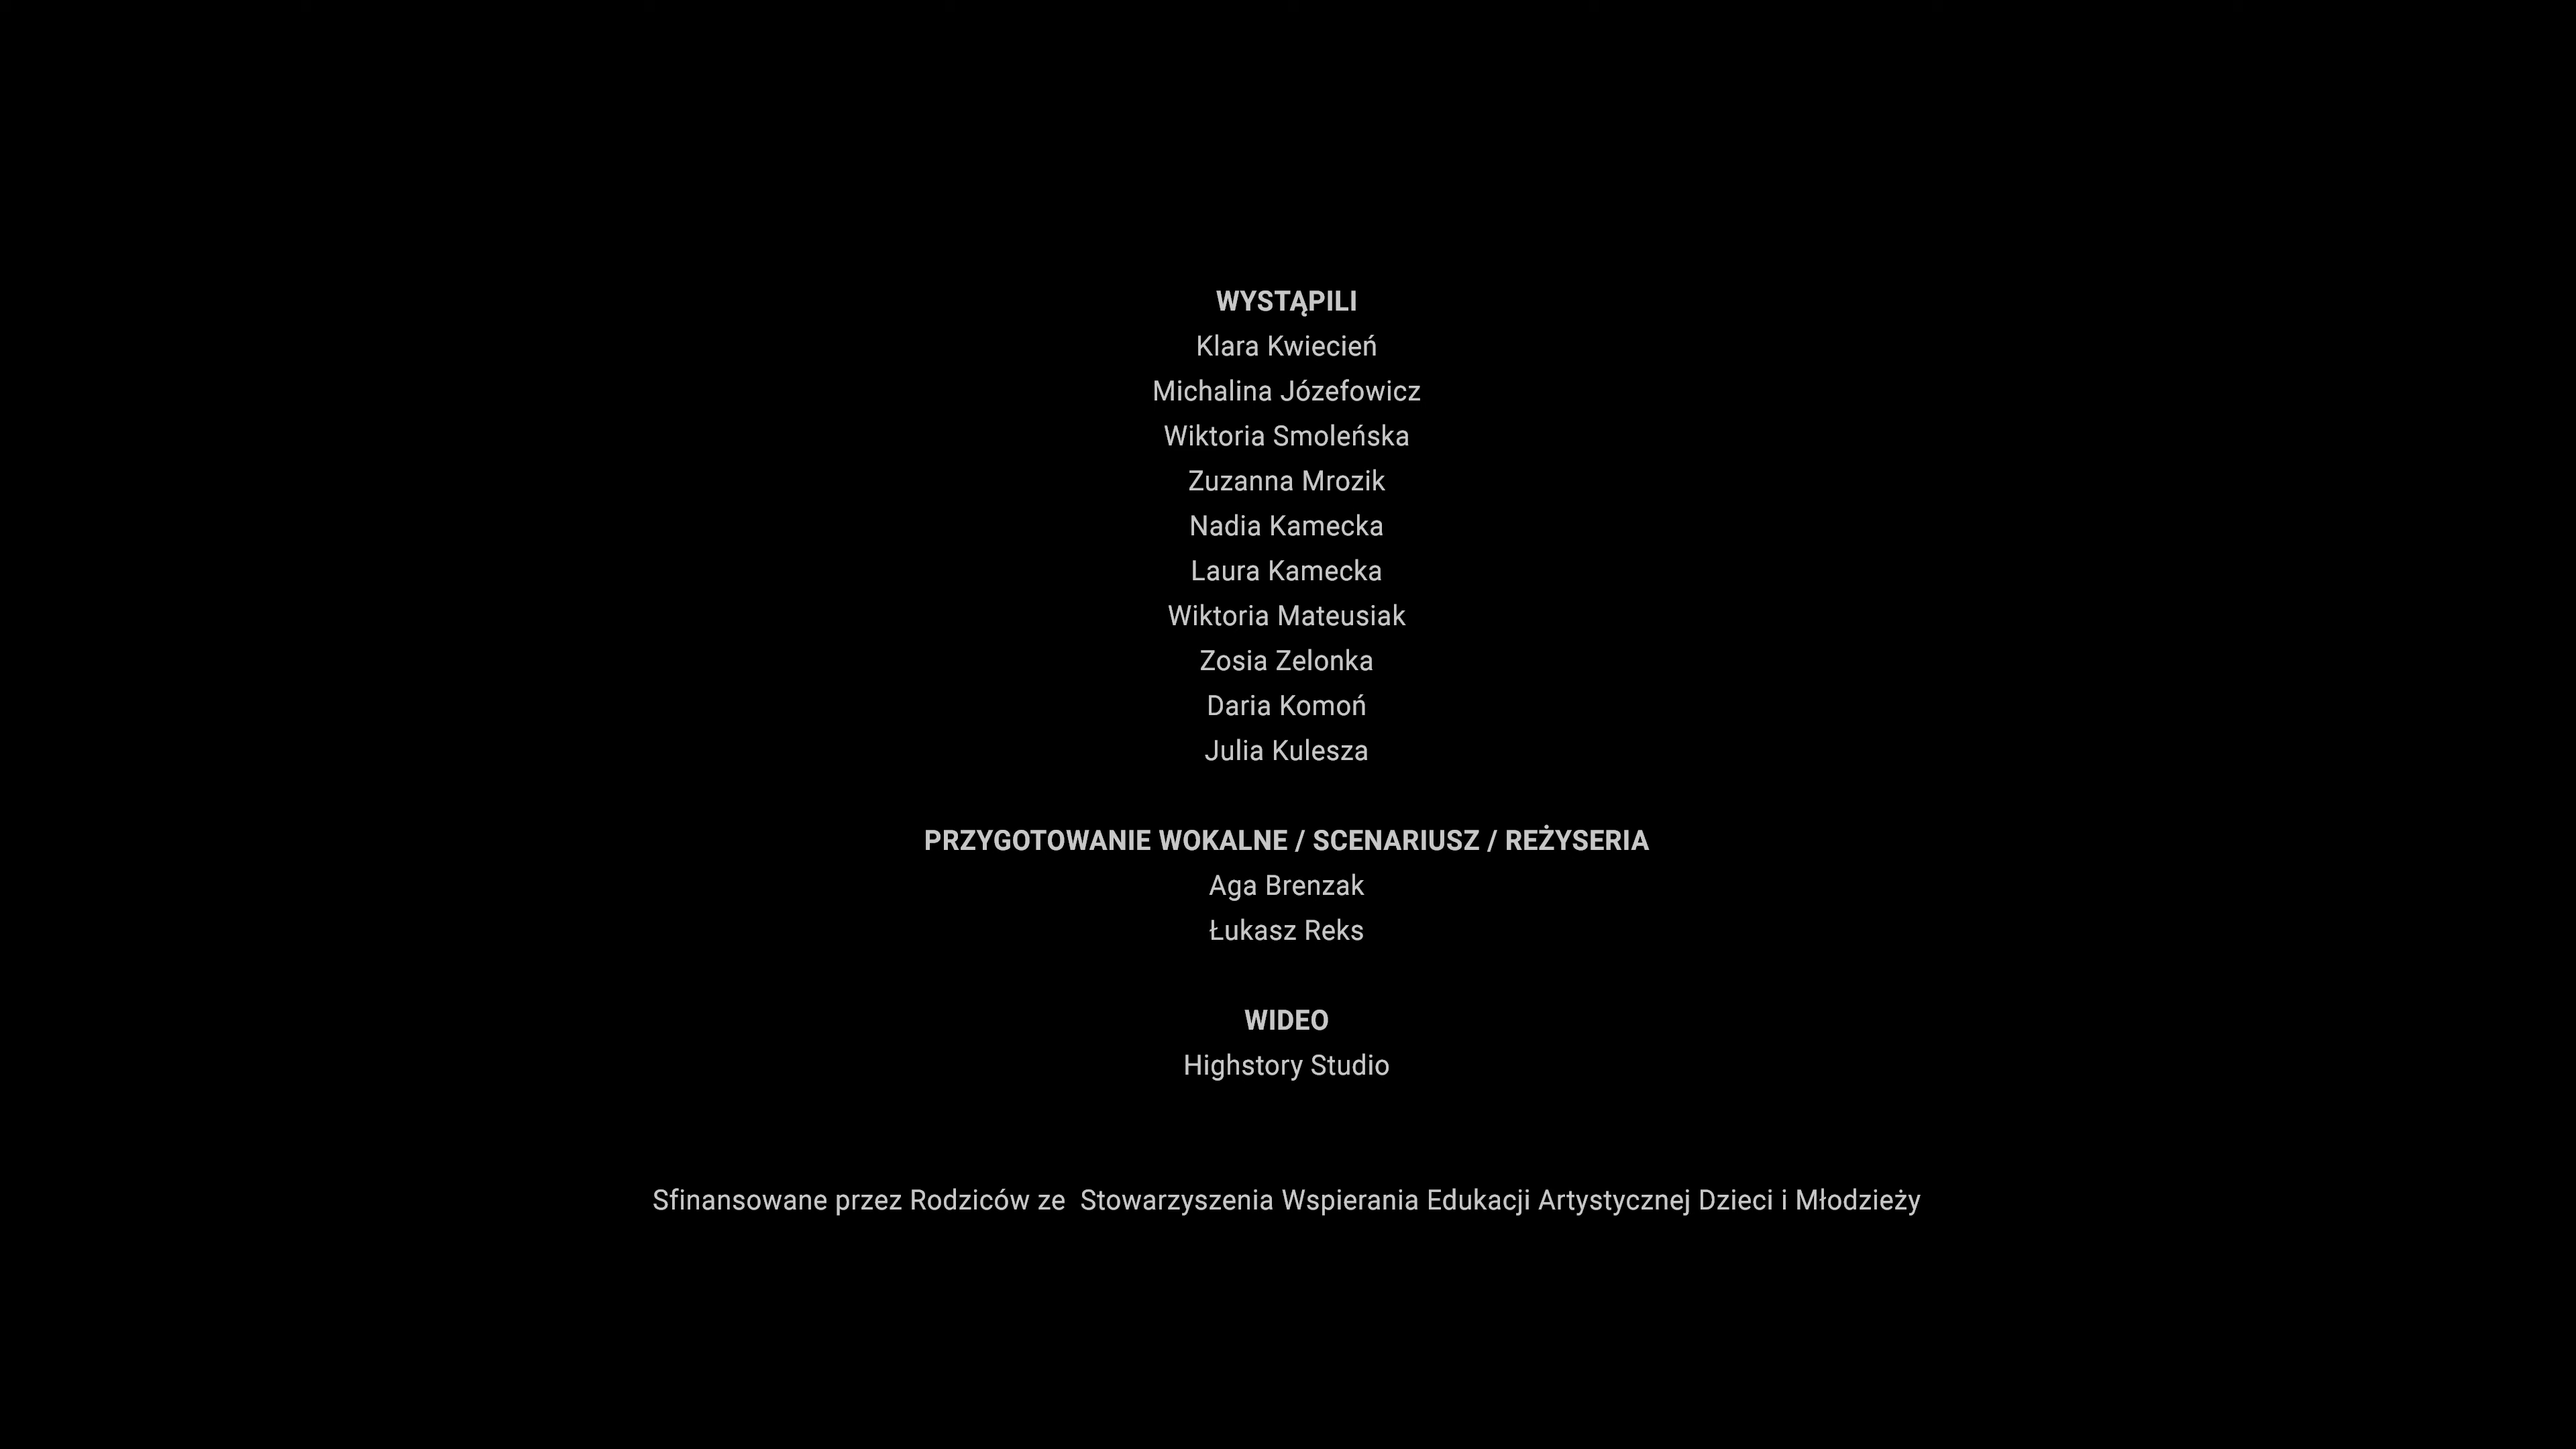 WYSTĄPILI
Klara Kwiecień
Michalina Józefowicz
Wiktoria Smoleńska
Zuzanna Mrozik
Nadia Kamecka
Laura Kamecka
Wiktoria Mateusiak
Zosia Zelonka
Daria Komoń
Julia Kulesza
PRZYGOTOWANIE WOKALNE / SCENARIUSZ / REŻYSERIA
Aga Brenzak
Łukasz Reks
WIDEO
Highstory Studio
Sfinansowane przez Rodziców ze  Stowarzyszenia Wspierania Edukacji Artystycznej Dzieci i Młodzieży